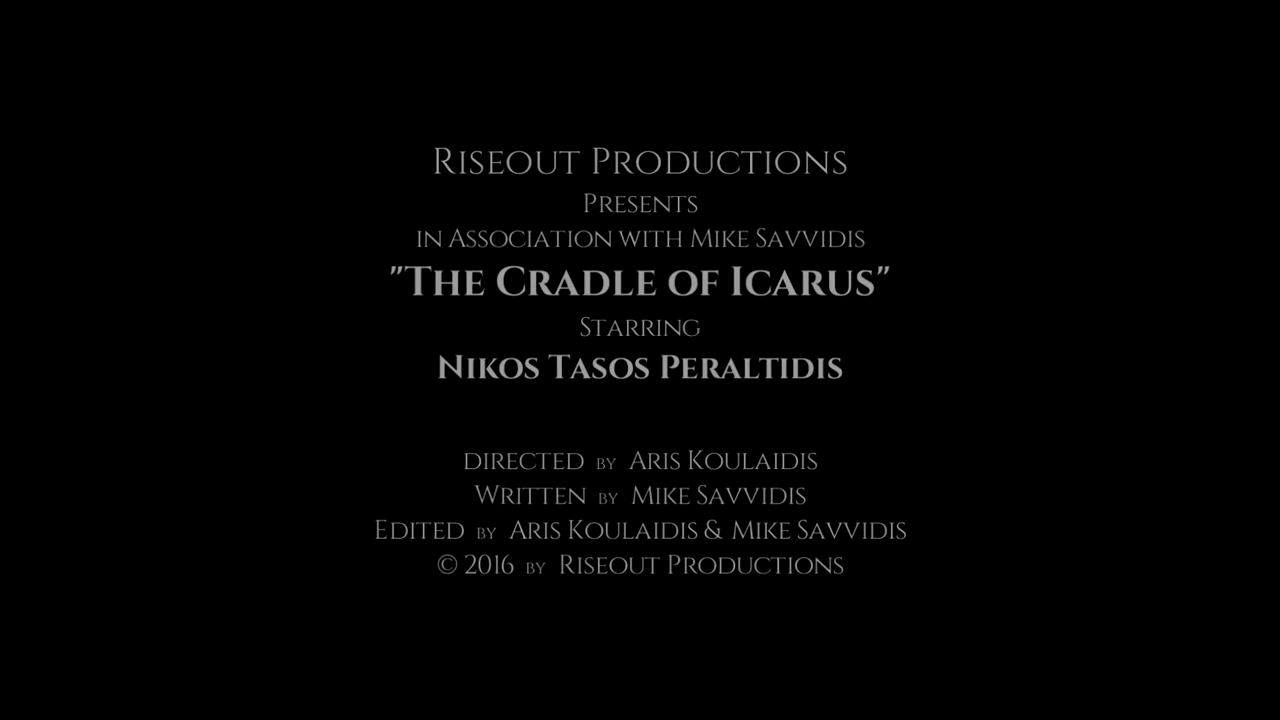 Riseout Productions
Presents
in Association with Mike Savvidis
"The Cradle of Icarus"
Starring
Nikos Tasos Peraltidis
directed by Aris Koulaidis
Written by Mike Savvidis
Edited by Aris Koulaidis & Mike Savvidis
© 2016 by Riseout Productions